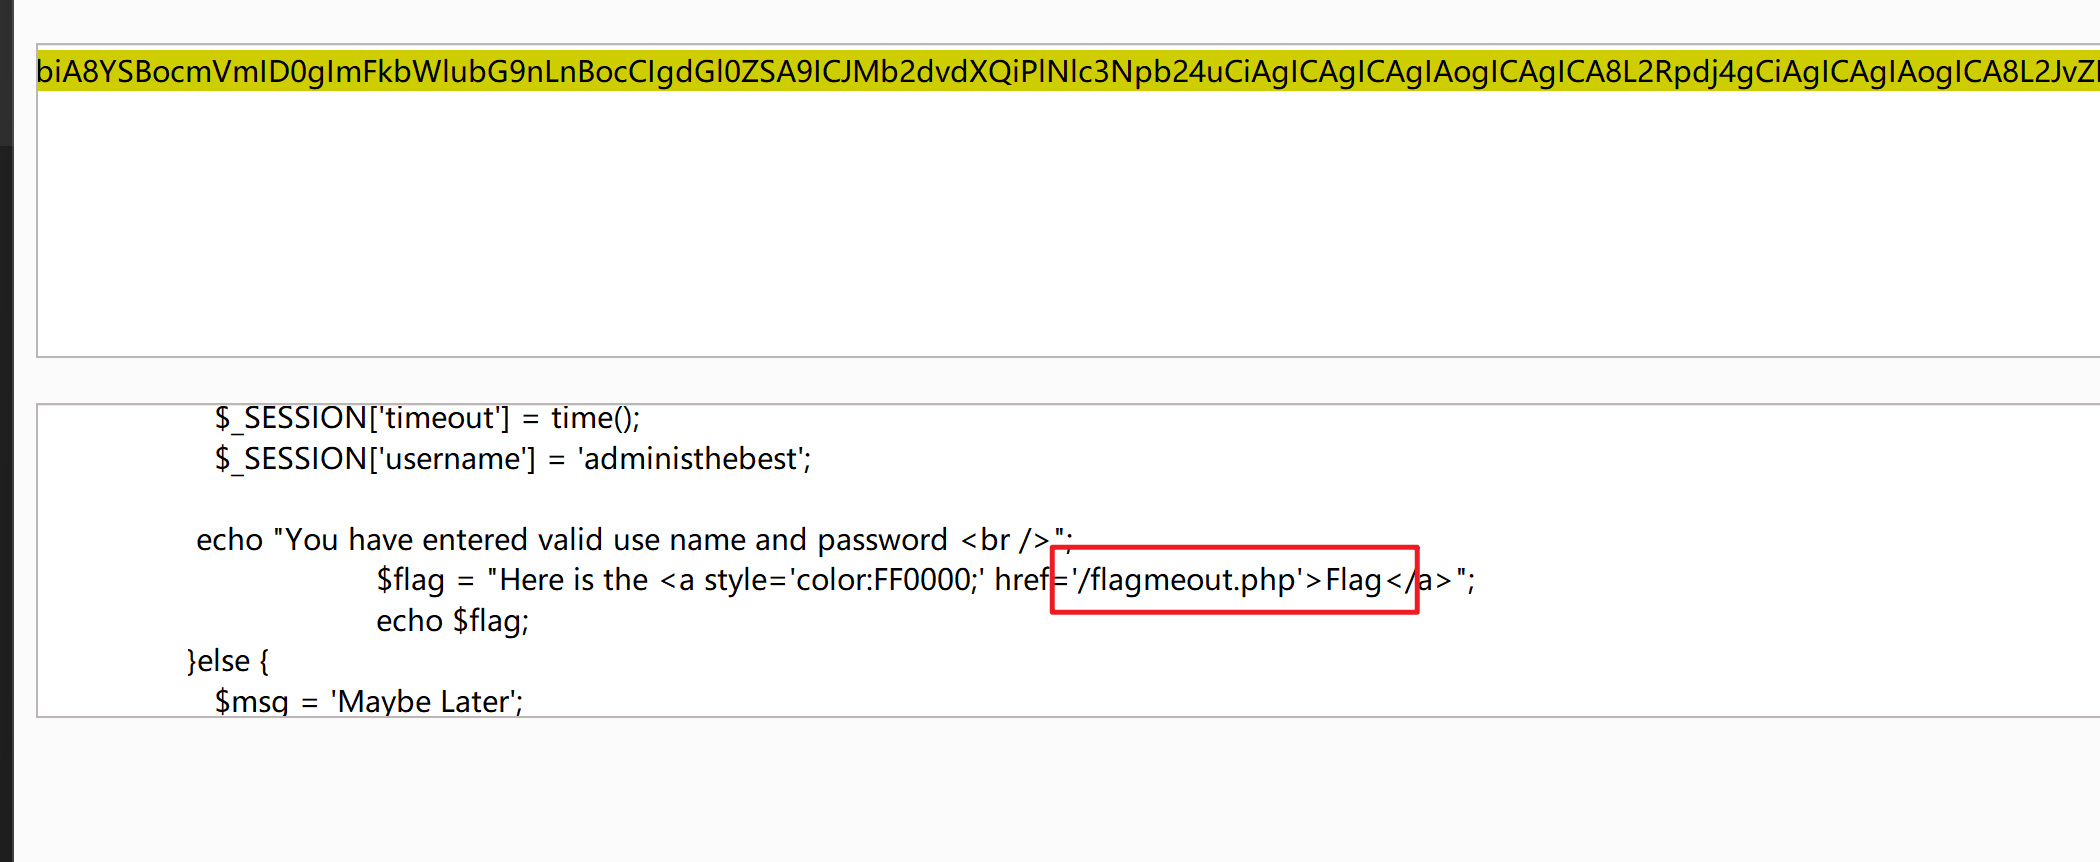 biA8YSBocmVmID0gImFkbWlubG9nLnBocCIgdGl0ZSA9ICJMb2dvdXQiPlNlc3Npb24uCiAgICAgICAgIAogICAgICA8L2Rpdj4gCiAgICAgIAogICA8L2JvZ
$_SESSION['timeout'] = time();
$_SESSION['username'] = 'administhebest';
echo "You have entered valid use name and password <br />";
$flag = "Here is the <a style='color:FF0000;' href='/flagmeout.php'>Flag</a>";
echo $flag;
}else {
$msg = 'Maybe Later';